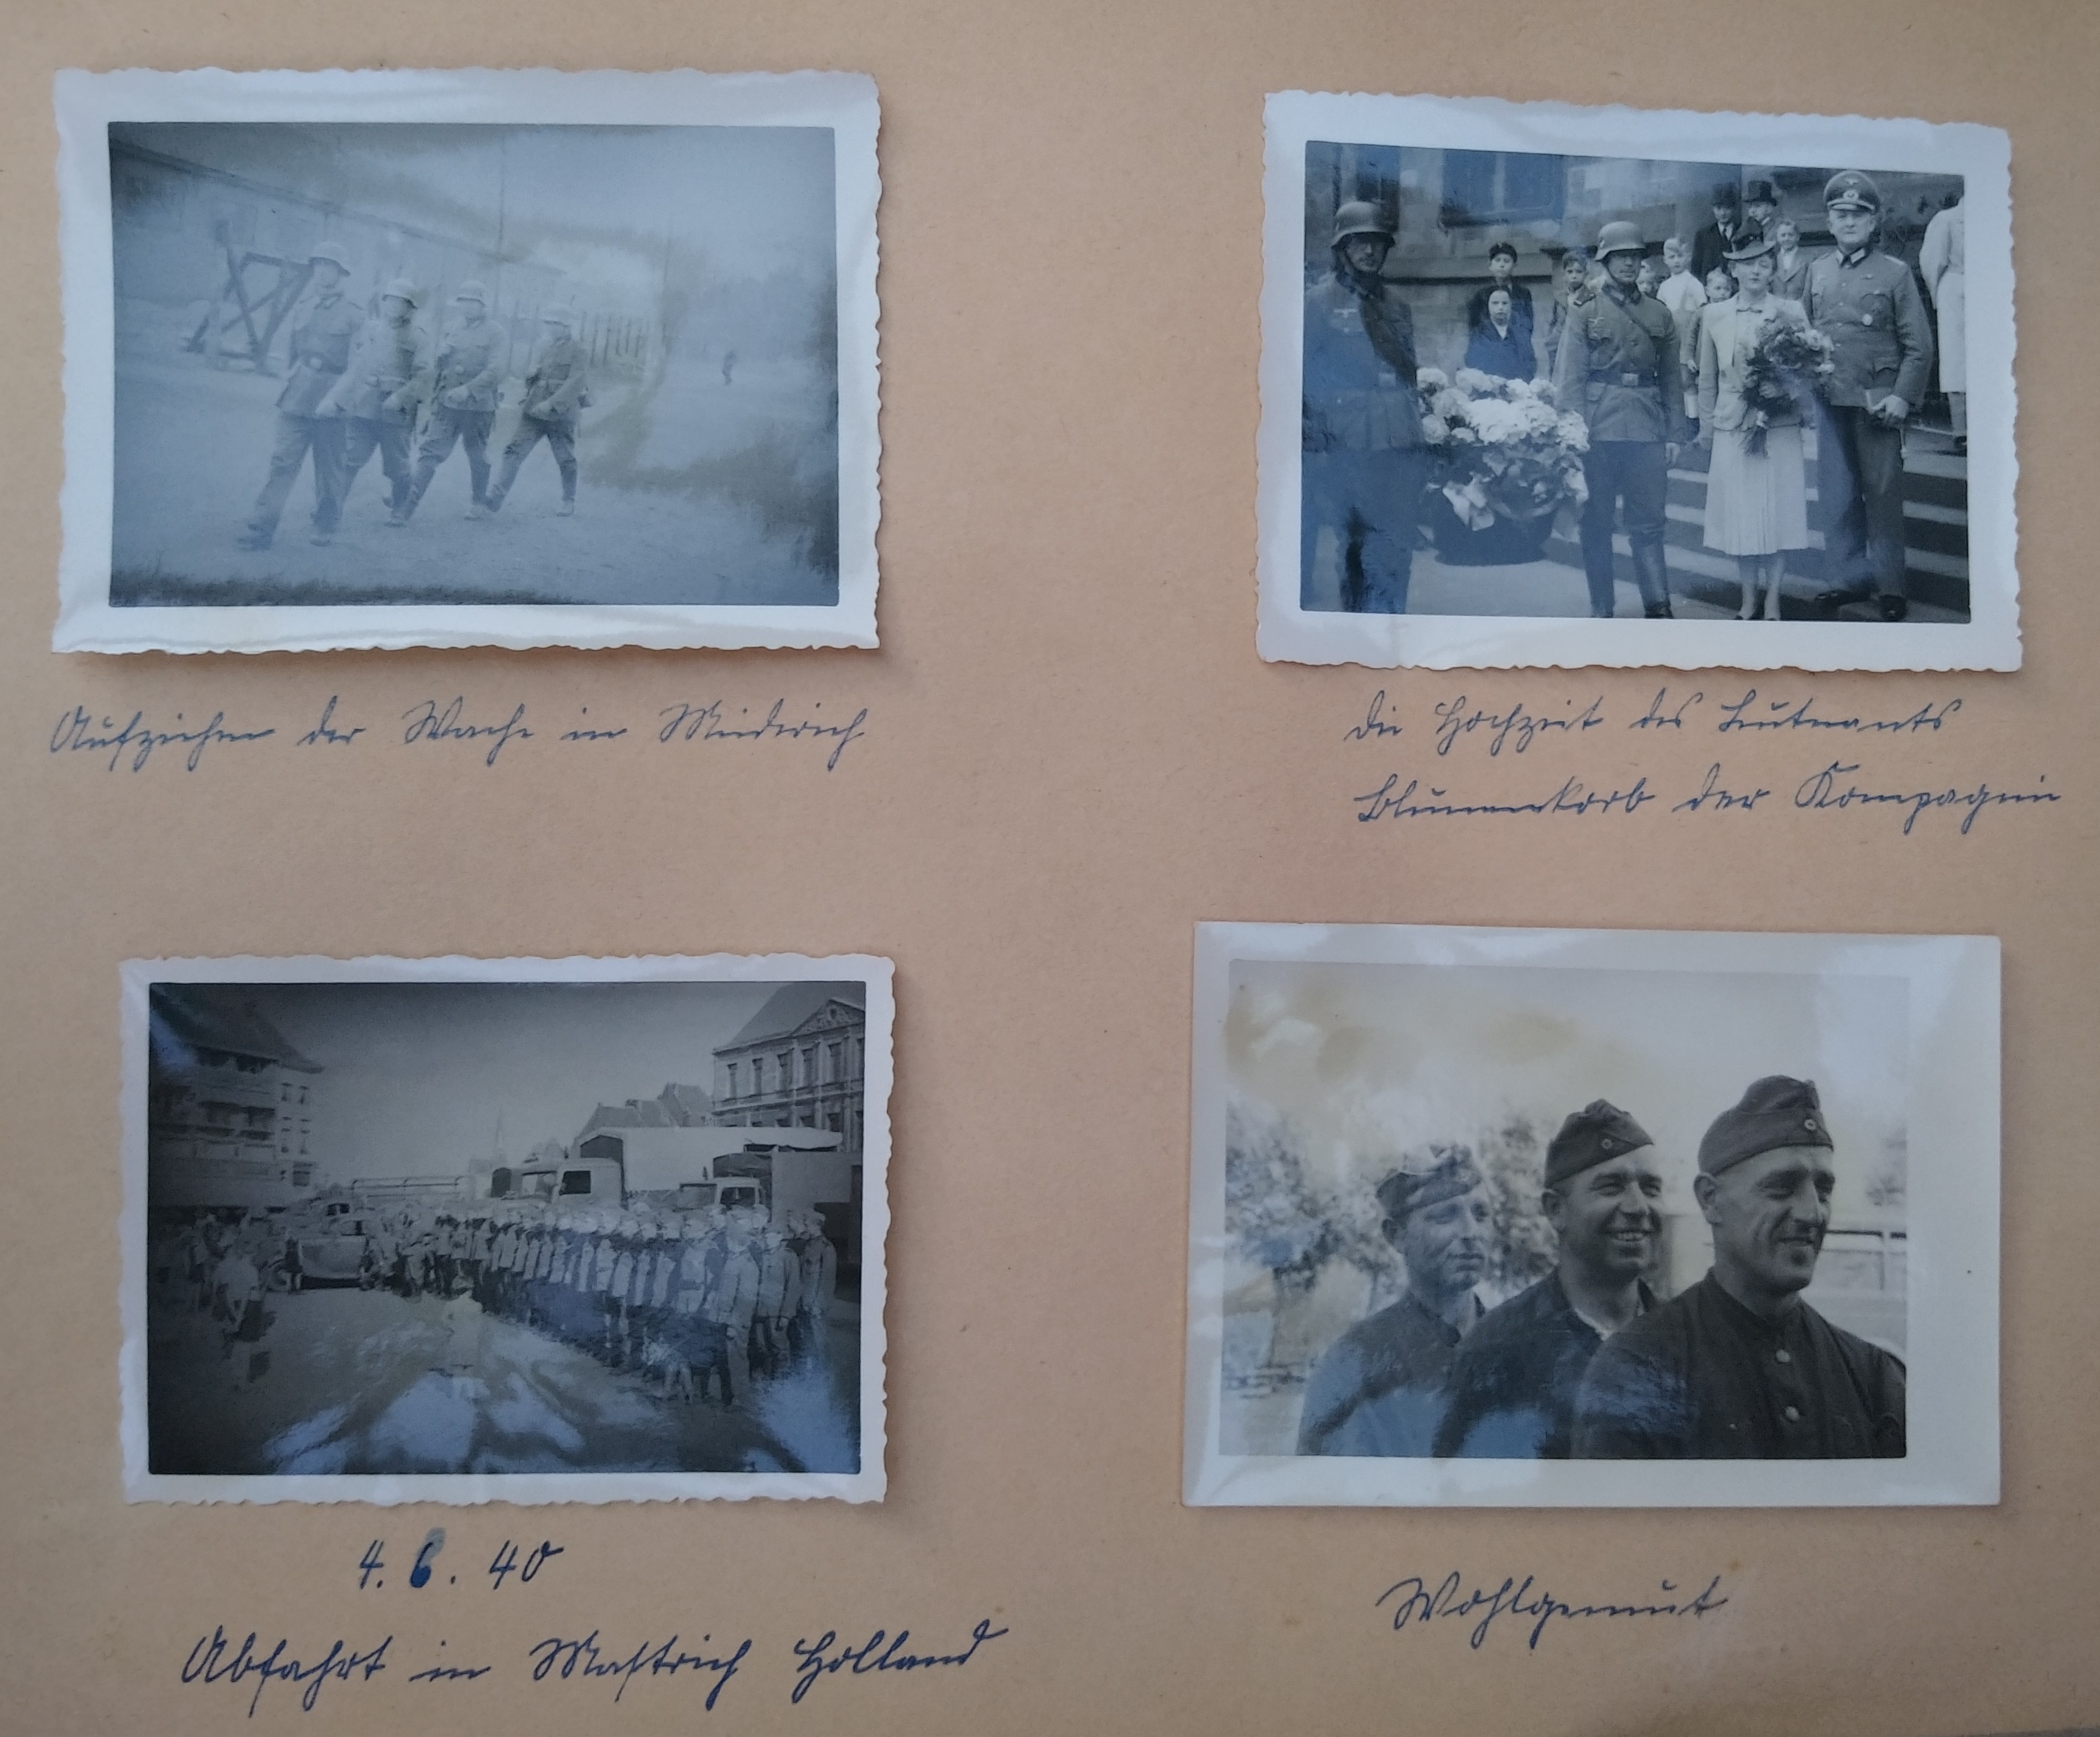 Aufziehen der Wache in Meiderich
Die Hochzeit des Leutnants
Blumenkorb der Kompagnie
4.6.40
Abfahrt in Mastrich Holland
Wohlgemut